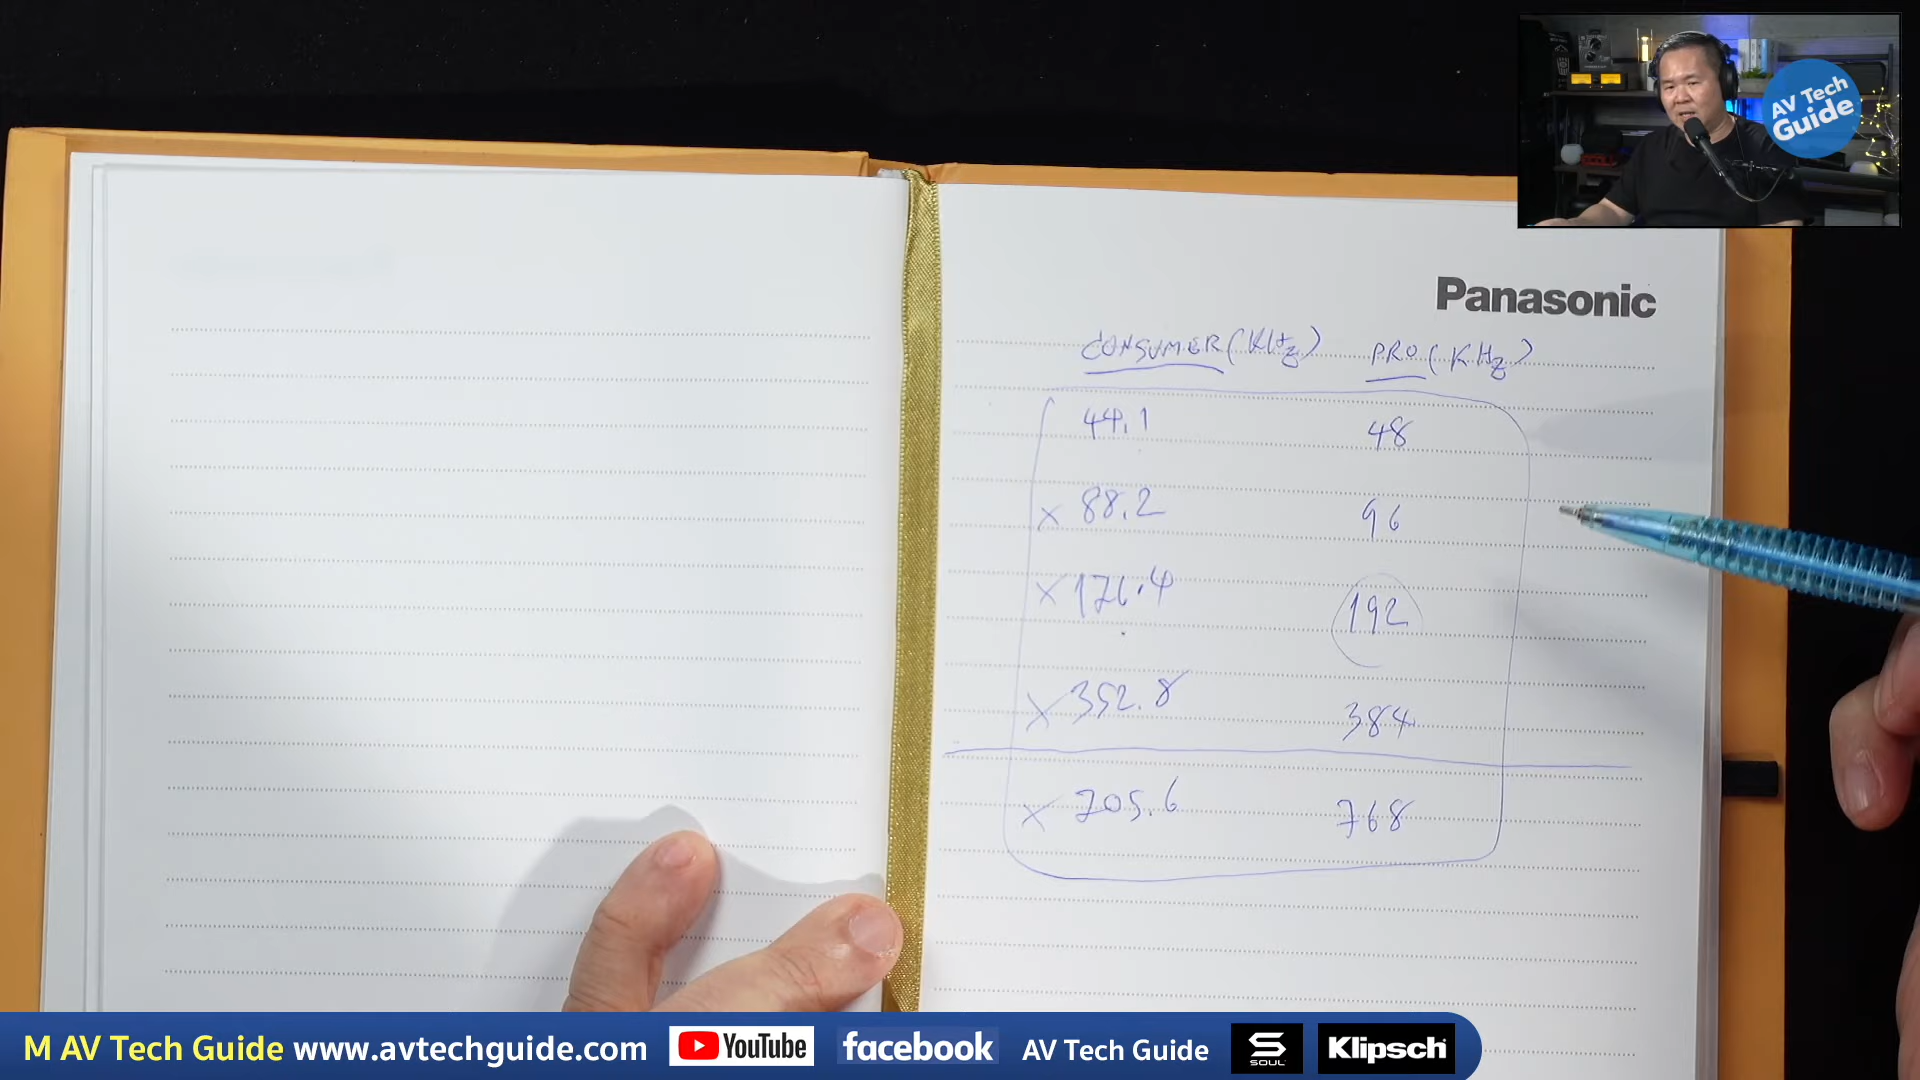 AV Tech
Guide
Panasonic
CONSUMER (KHz) PRO (KHz)
44.1 48
x 88.2 96
x 176.4 192
x 352.8 384
x 705.6 768
M AV Tech Guide www.avtechguide.com YouTube facebook AV Tech Guide S SOUL Klipsch